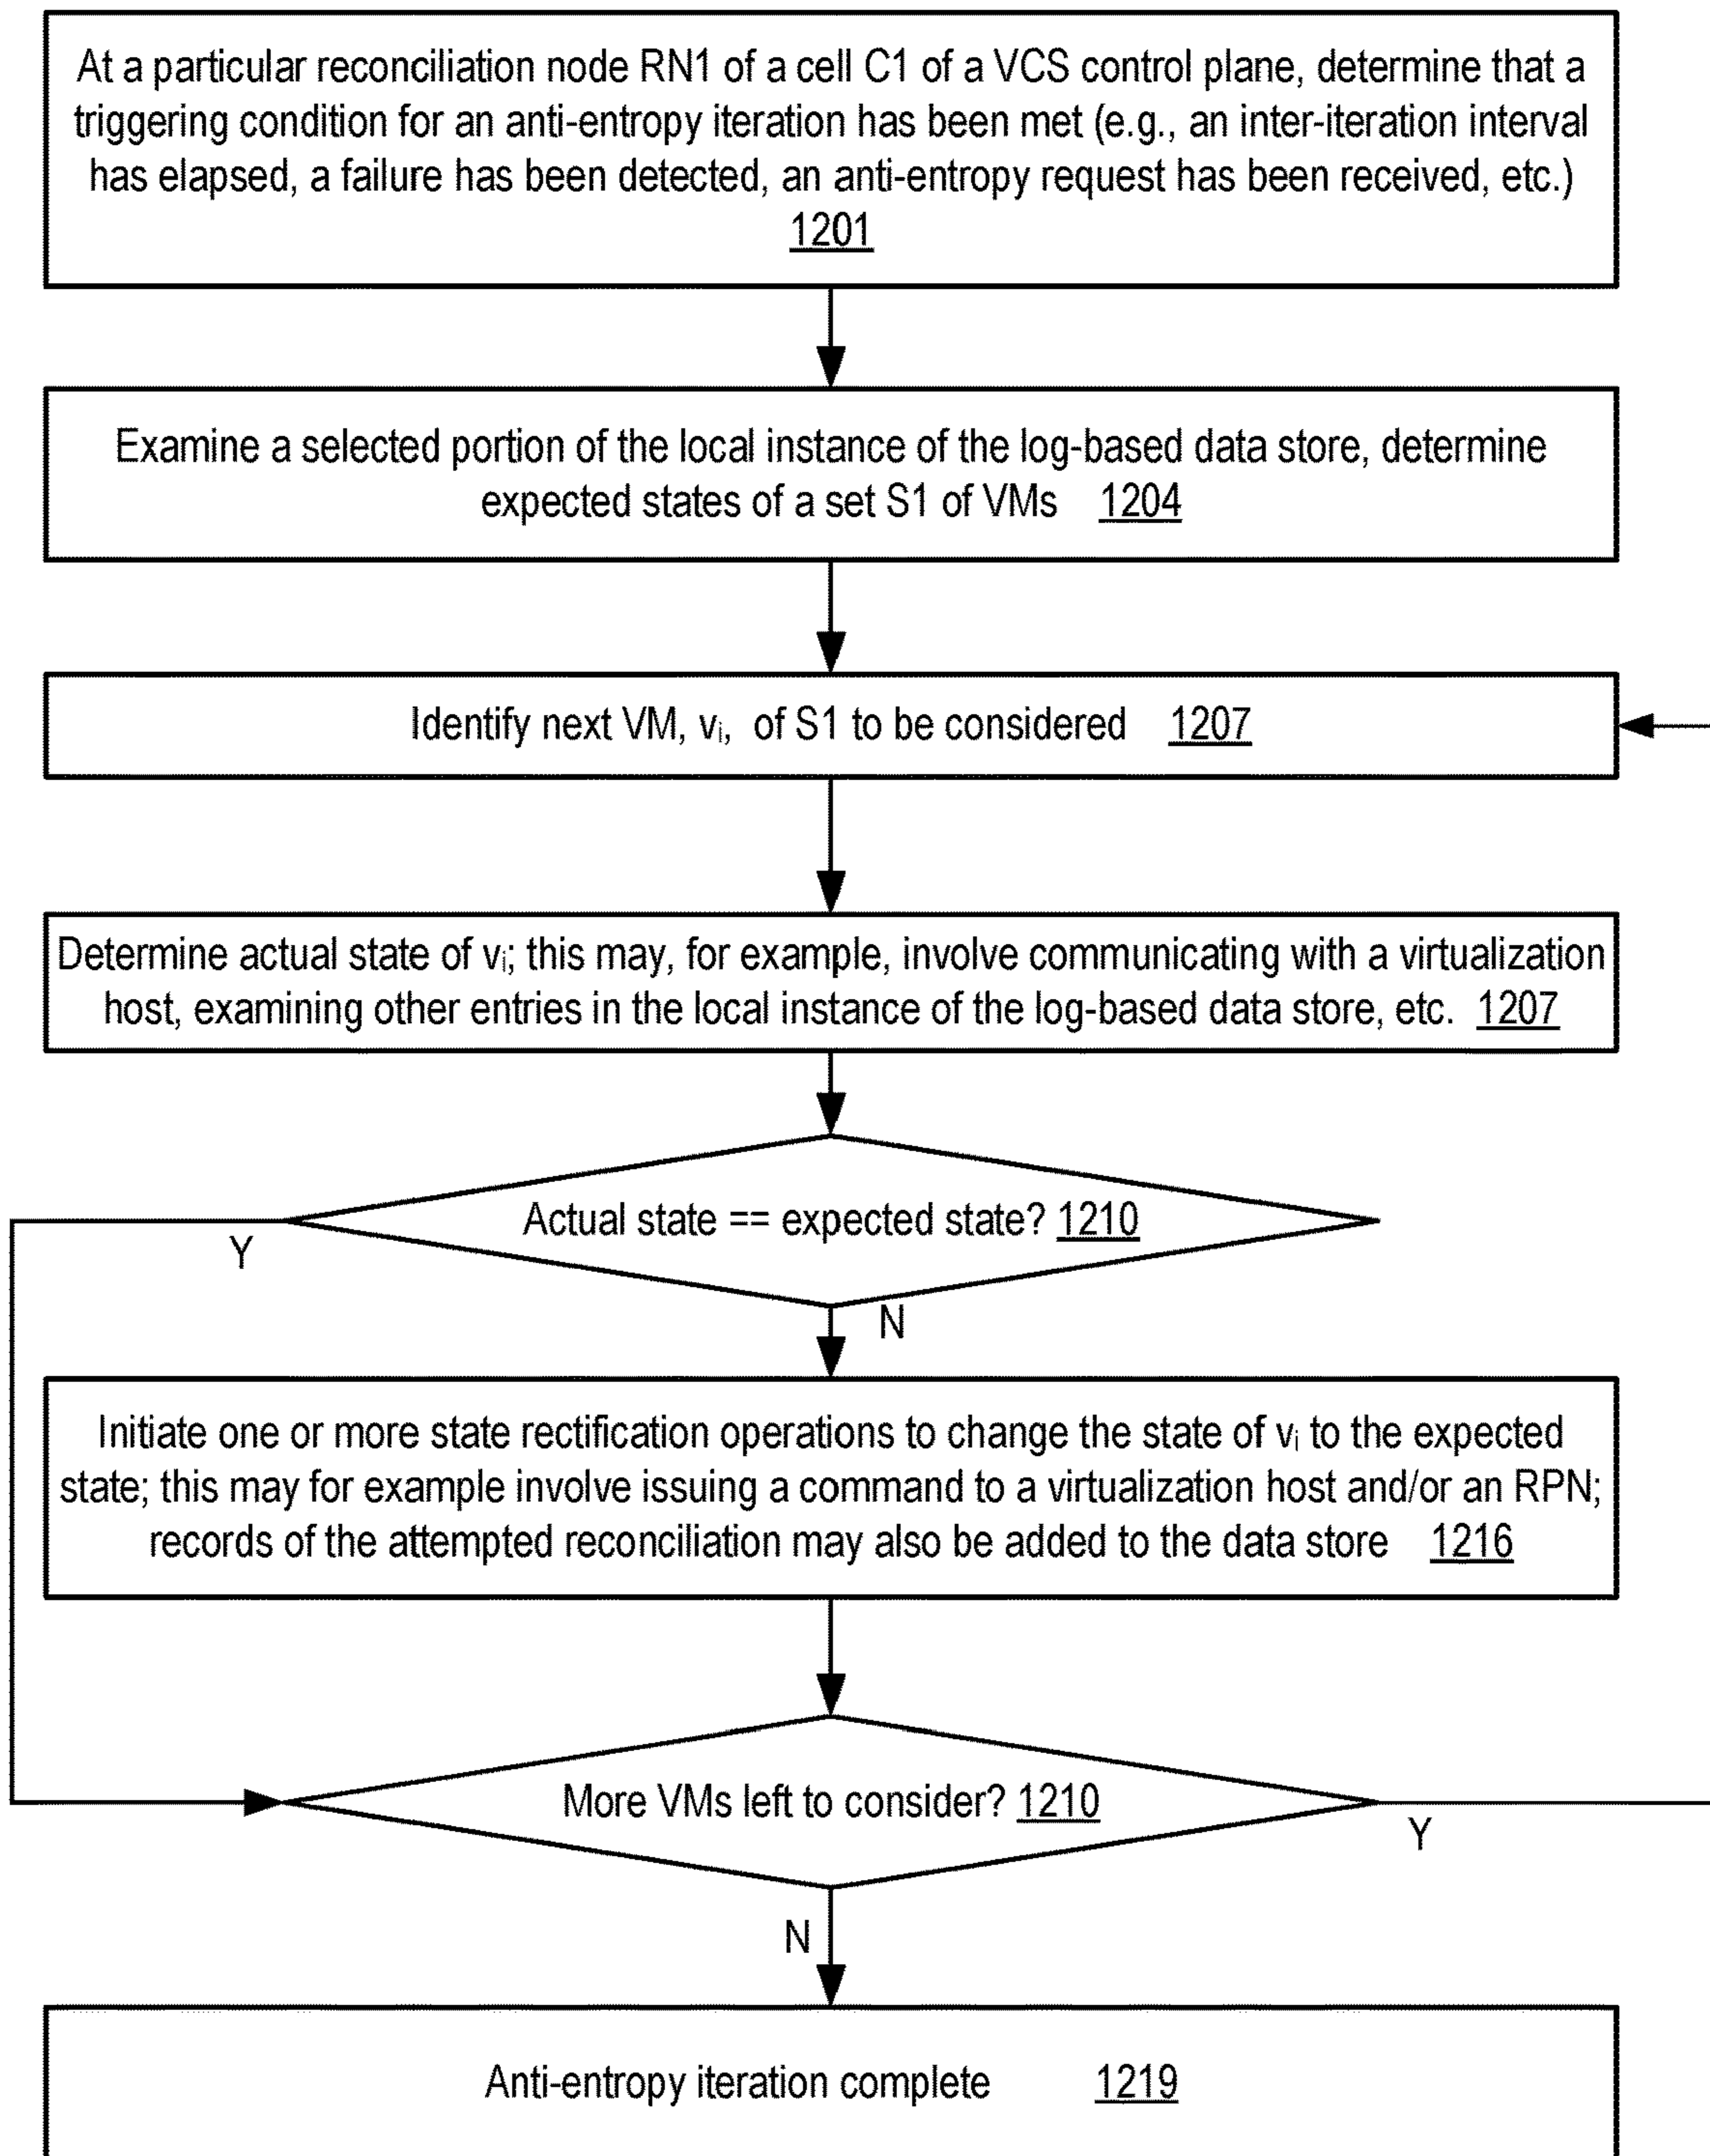 At a particular reconciliation node RN1 of a cell C1 of a VCS control plane, determine that a
triggering condition for an anti-entropy iteration has been met (e.g., an inter-iteration interval
has elapsed, a failure has been detected, an anti-entropy request has been received, etc.)
1201
Examine a selected portion of the local instance of the log-based data store, determine
expected states of a set S1 of VMs 1204
Identify next VM, vi, of S1 to be considered 1207
Determine actual state of vi; this may, for example, involve communicating with a virtualization
host, examining other entries in the local instance of the log-based data store, etc. 1207
Actual state == expected state? 1210
Y
N
Initiate one or more state rectification operations to change the state of vi to the expected
state; this may for example involve issuing a command to a virtualization host and/or an RPN;
records of the attempted reconciliation may also be added to the data store 1216
More VMs left to consider? 1210
Y
N
Anti-entropy iteration complete 1219